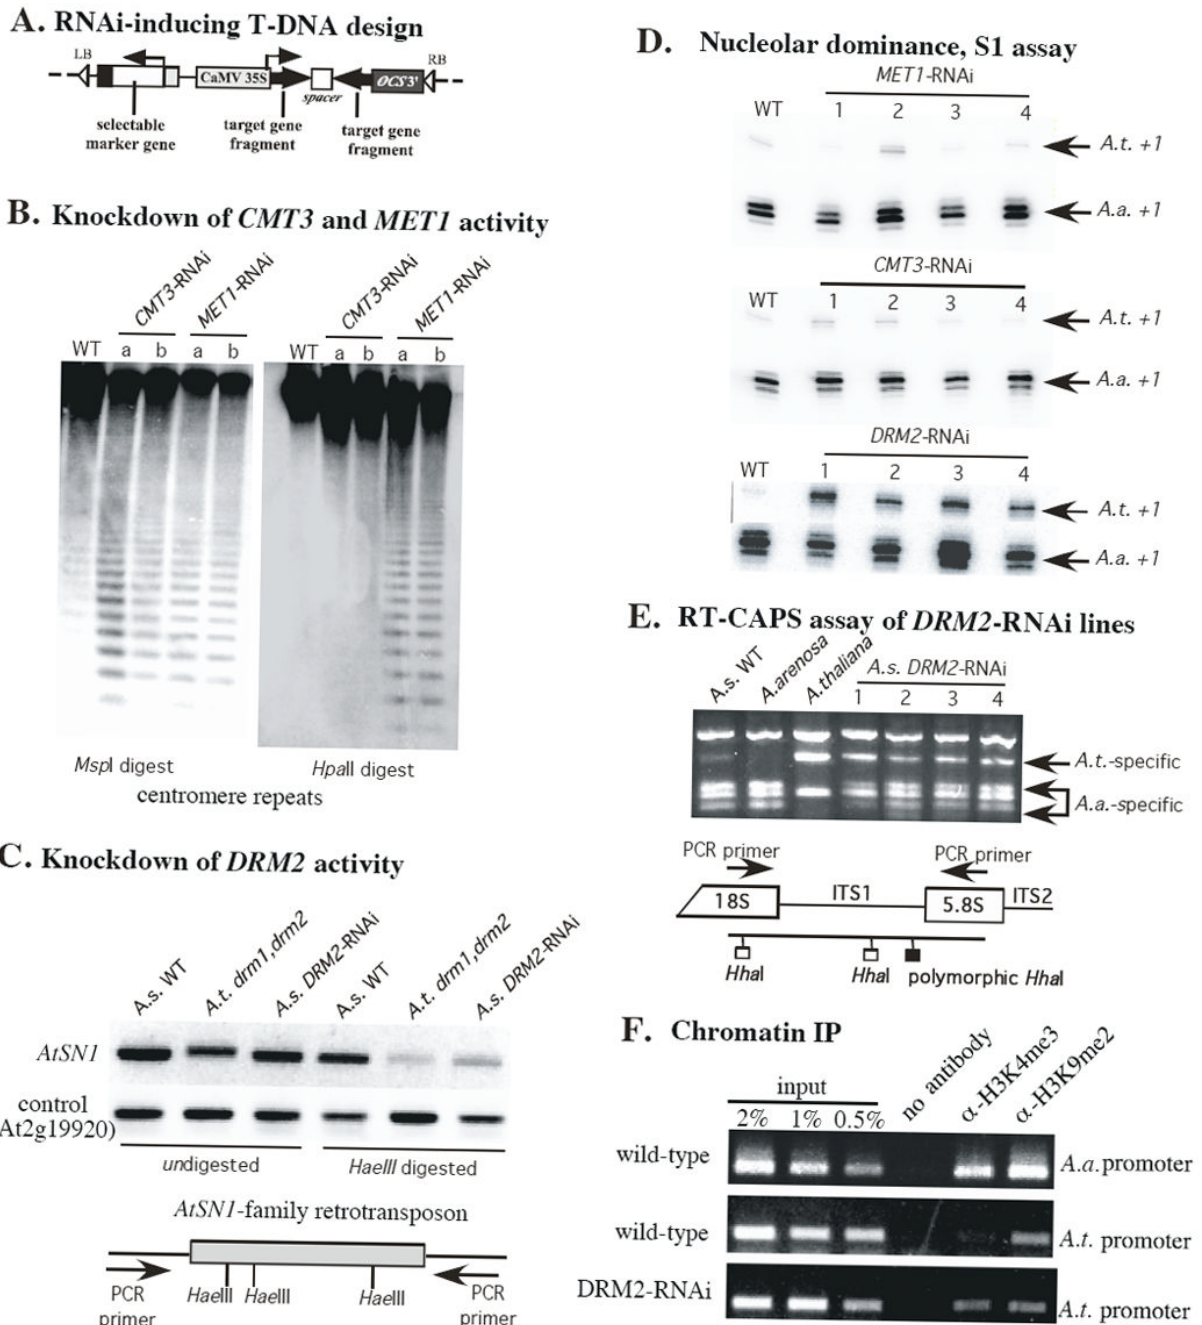 A. RNAi-inducing T-DNA design
LB
RB
CaMV 35S
OCS 3'
spacer
selectable
marker gene
target gene
fragment
target gene
fragment
B. Knockdown of CMT3 and MET1 activity
CMT3-RNAi
MET1-RNAi
CMT3-RNAi
MET1-RNAi
WT a b a b
WT a b a b
MspI digest
HpaII digest
centromere repeats
C. Knockdown of DRM2 activity
A.s. WT
A.t. drm1,drm2
A.s. DRM2-RNAi
A.s. WT
A.t. drm1,drm2
A.s. DRM2-RNAi
AtSN1
control
At2g19920)
undigested
HaeIII digested
AtSN1-family retrotransposon
PCR
primer
HaeIII HaeIII
HaeIII
PCR
primer
D. Nucleolar dominance, S1 assay
MET1-RNAi
WT 1 2 3 4
A.t. +1
A.a. +1
CMT3-RNAi
WT 1 2 3 4
A.t. +1
A.a. +1
DRM2-RNAi
WT 1 2 3 4
A.t. +1
A.a. +1
E. RT-CAPS assay of DRM2-RNAi lines
A.s. WT
A.arenosa
A.thaliana
A.s. DRM2-RNAi
1 2 3 4
A.t.-specific
A.a.-specific
PCR primer
PCR primer
18S
ITS1
5.8S
ITS2
HhaI
HhaI
polymorphic HhaI
F. Chromatin IP
input
2% 1% 0.5%
no antibody
α-H3K4me3
α-H3K9me2
wild-type
A.a. promoter
wild-type
A.t. promoter
DRM2-RNAi
A.t. promoter